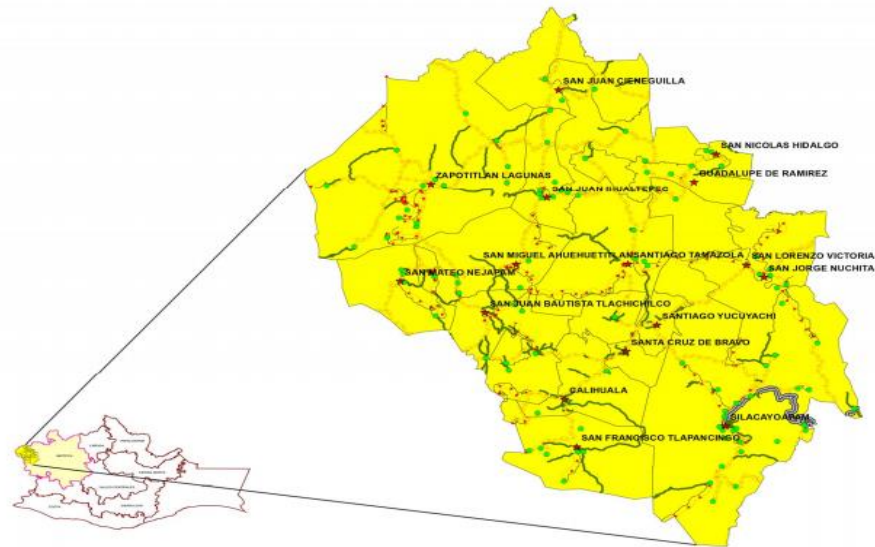 SAN JUAN CIENEGUILLA
SAN NICOLAS HIDALGO
GUADALUPE DE RAMIREZ
ZAPOTITLAN LAGUNAS
SAN JUAN IHUALTEPEC
SAN MIGUEL AHUEHUETITLAN
SANTIAGO TAMAZOLA
SAN LORENZO VICTORIA
SAN JORGE NUCHITA
SAN MATEO NEJAPAM
SAN JUAN BAUTISTA TLACHICHILCO
SANTIAGO YUCUYACHI
SANTA CRUZ DE BRAVO
CALIHUALA
SILACAYOAPAM
SAN FRANCISCO TLAPANCINGO